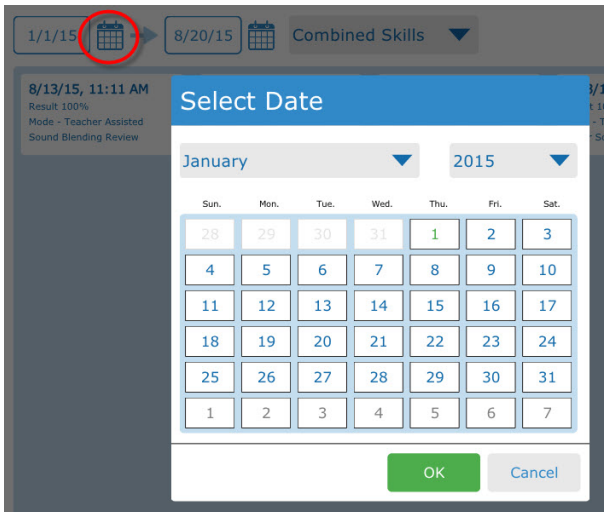 1/1/15 8/20/15 Combined Skills
8/13/15, 11:11 AM
Result 100%
Mode - Teacher Assisted
Sound Blending Review
Select Date
January 2015
Sun. Mon. Tue. Wed. Thu. Fri. Sat.
28 29 30 31 1 2 3
4 5 6 7 8 9 10
11 12 13 14 15 16 17
18 19 20 21 22 23 24
25 26 27 28 29 30 31
1 2 3 4 5 6 7
OK Cancel